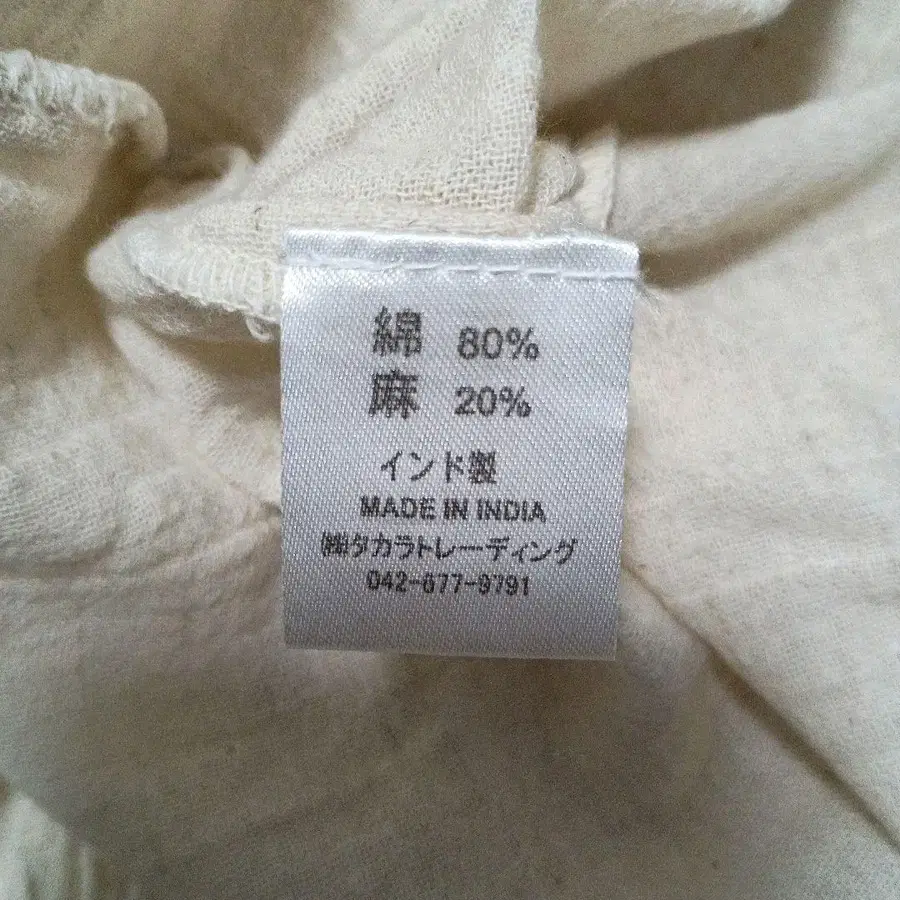 綿 80%
麻 20%
インド製
MADE IN INDIA
㈱タカラトレーディング
042-677-9791